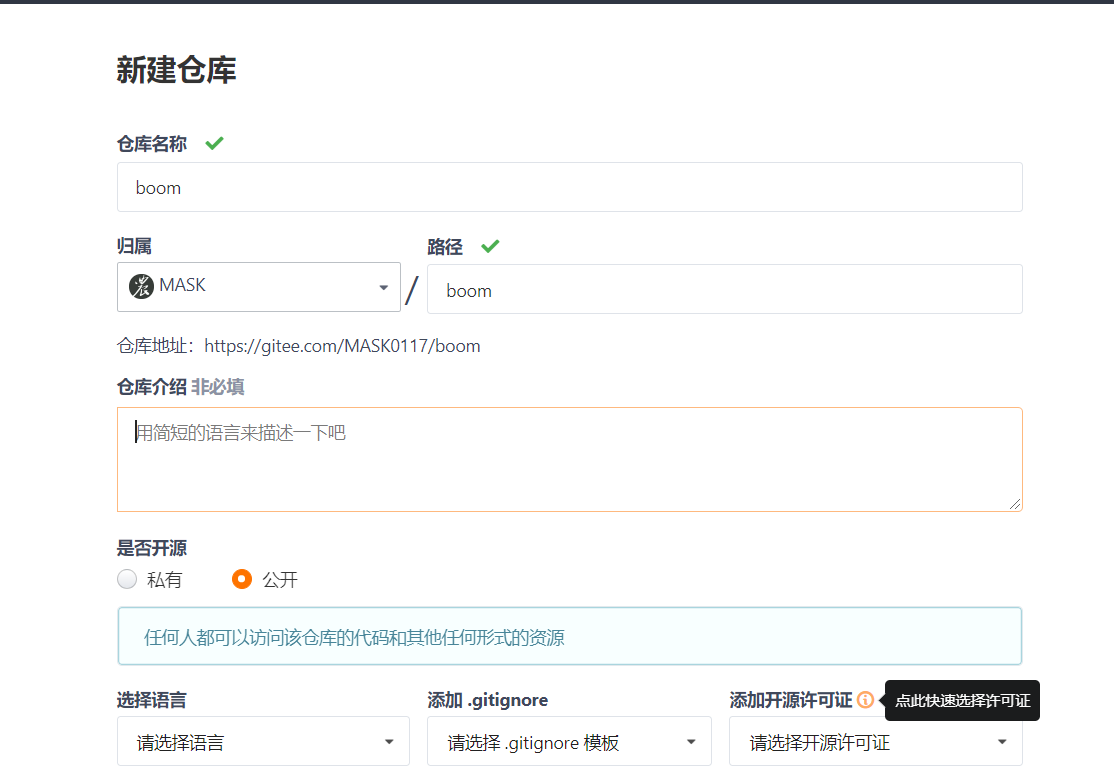 新建仓库
仓库名称
boom
归属
路径
MASK
/
boom
仓库地址：https://gitee.com/MASK0117/boom
仓库介绍 非必填
用简短的语言来描述一下吧
是否开源
私有
公开
任何人都可以访问该仓库的代码和其他任何形式的资源
选择语言
添加 .gitignore
添加开源许可证
点此快速选择许可证
请选择语言
请选择 .gitignore 模板
请选择开源许可证